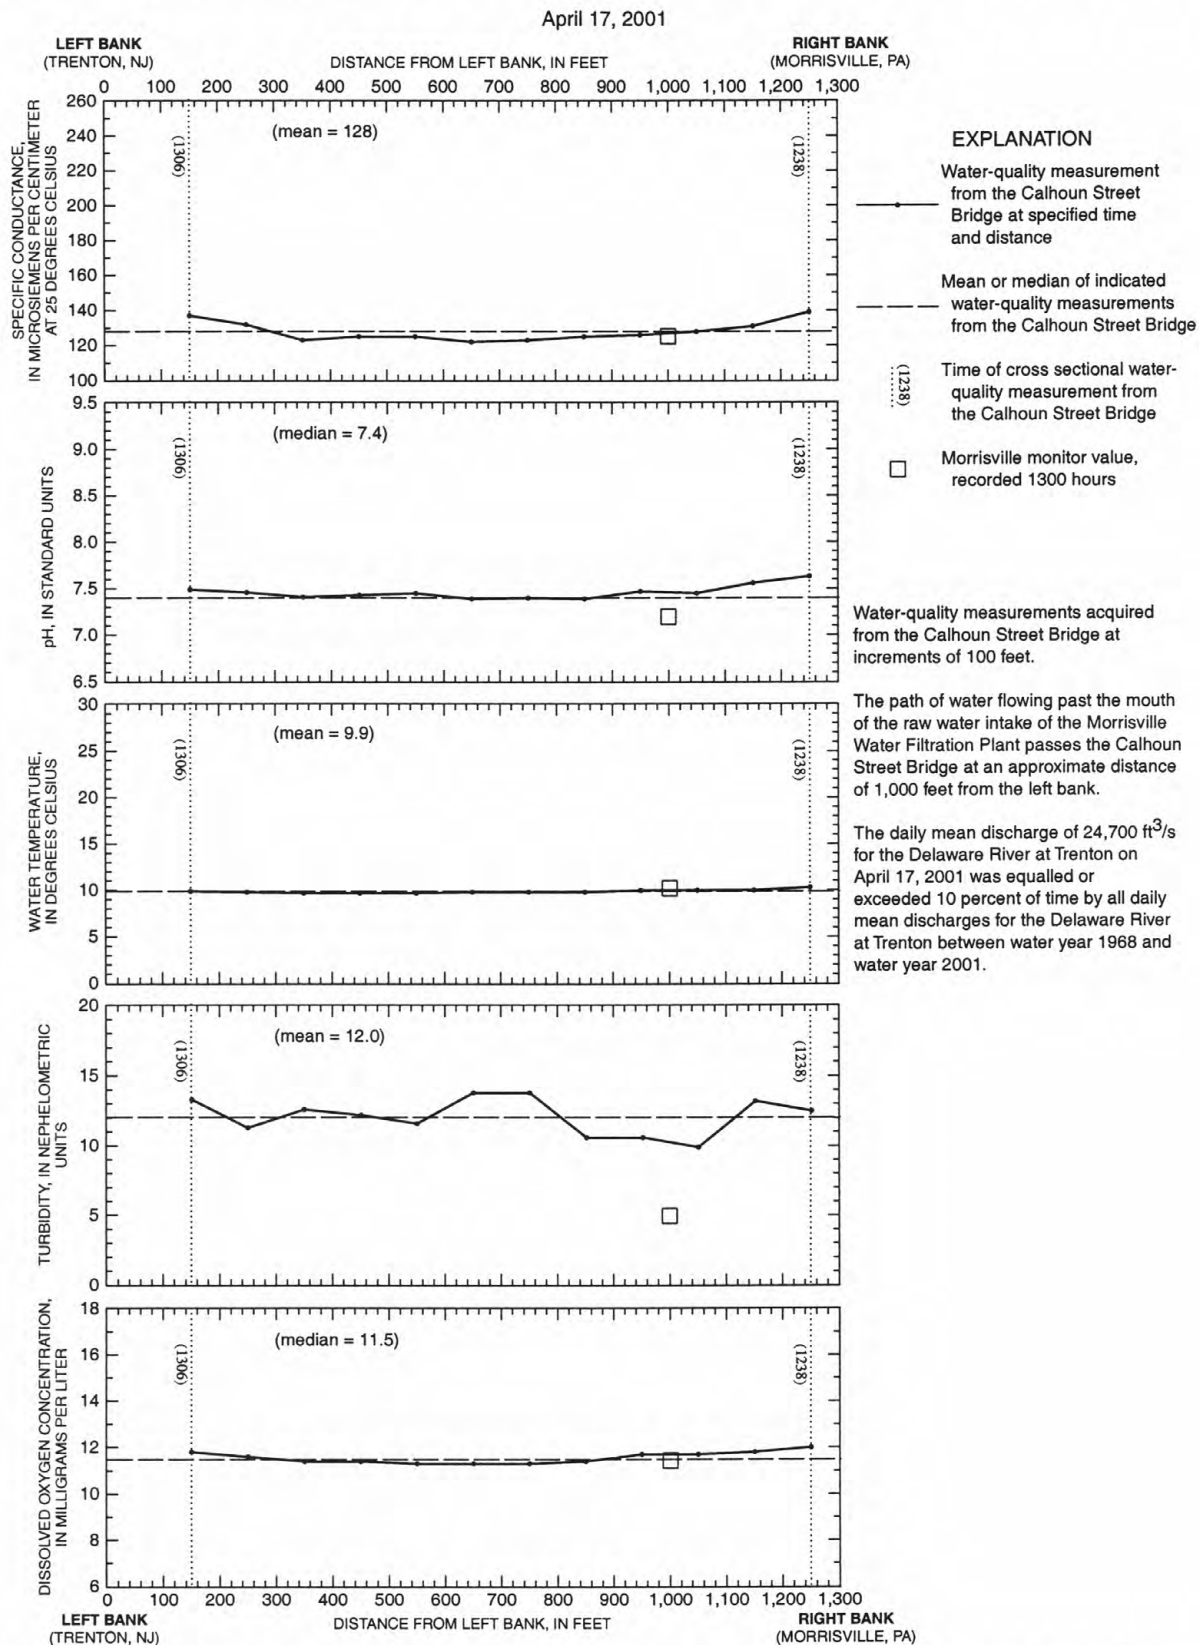 April 17, 2001
LEFT BANK
(TRENTON, NJ)
DISTANCE FROM LEFT BANK, IN FEET
RIGHT BANK
(MORRISVILLE, PA)
0 100 200 300 400 500 600 700 800 900 1,000 1,100 1,200 1,300
SPECIFIC CONDUCTANCE,
IN MICROSIEMENS PER CENTIMETER
AT 25 DEGREES CELSIUS
260
240
220
200
180
160
140
120
100
(1306)
(mean = 128)
(1238)
pH, IN STANDARD UNITS
9.5
9.0
8.5
8.0
7.5
7.0
6.5
(1306)
(median = 7.4)
(1238)
WATER TEMPERATURE,
IN DEGREES CELSIUS
30
25
20
15
10
5
0
(1306)
(mean = 9.9)
(1238)
TURBIDITY, IN NEPHELOMETRIC
UNITS
20
15
10
5
0
(1306)
(mean = 12.0)
(1238)
DISSOLVED OXYGEN CONCENTRATION,
IN MILLIGRAMS PER LITER
18
16
14
12
10
8
6
(1306)
(median = 11.5)
(1238)
0 100 200 300 400 500 600 700 800 900 1,000 1,100 1,200 1,300
LEFT BANK
(TRENTON, NJ)
DISTANCE FROM LEFT BANK, IN FEET
RIGHT BANK
(MORRISVILLE, PA)
EXPLANATION
Water-quality measurement
from the Calhoun Street
Bridge at specified time
and distance
Mean or median of indicated
water-quality measurements
from the Calhoun Street Bridge
(1238)
Time of cross sectional water-
quality measurement from
the Calhoun Street Bridge
Morrisville monitor value,
recorded 1300 hours
Water-quality measurements acquired
from the Calhoun Street Bridge at
increments of 100 feet.
The path of water flowing past the mouth
of the raw water intake of the Morrisville
Water Filtration Plant passes the Calhoun
Street Bridge at an approximate distance
of 1,000 feet from the left bank.
The daily mean discharge of 24,700 ft³/s
for the Delaware River at Trenton on
April 17, 2001 was equalled or
exceeded 10 percent of time by all daily
mean discharges for the Delaware River
at Trenton between water year 1968 and
water year 2001.